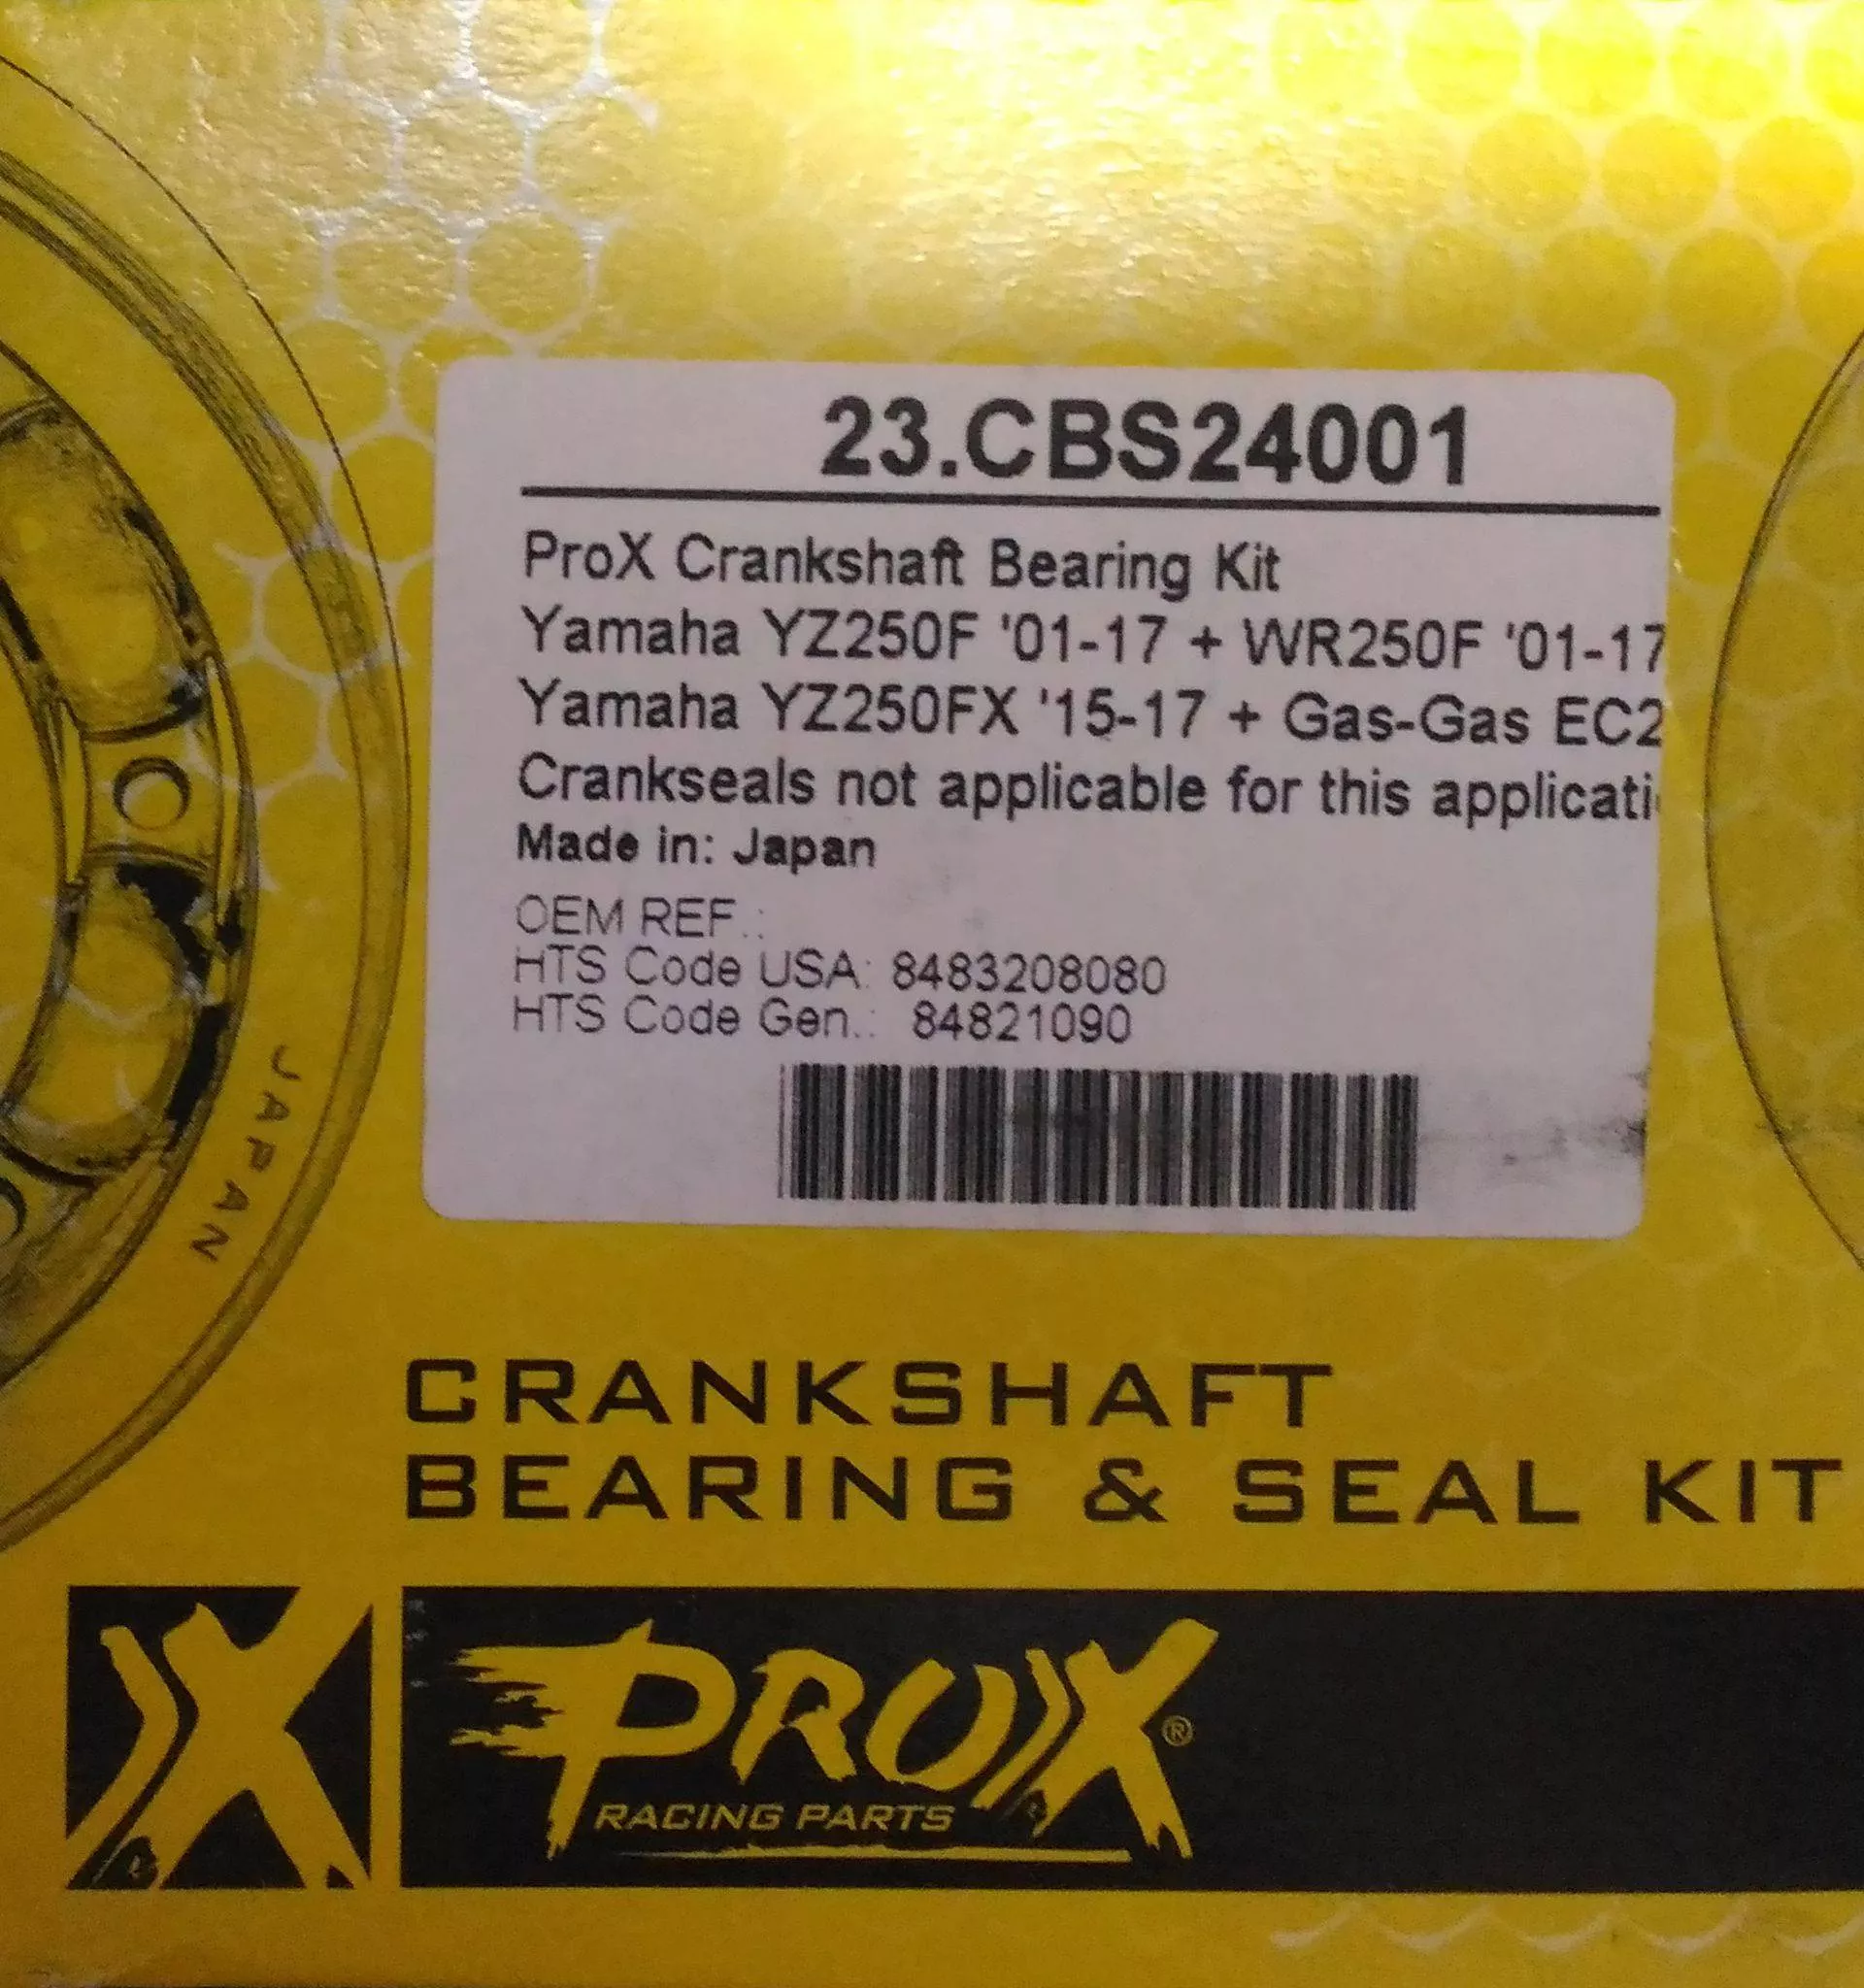 23.CBS24001
ProX Crankshaft Bearing Kit
Yamaha YZ250F '01-17 + WR250F '01-17
Yamaha YZ250FX '15-17 + Gas-Gas EC2
Crankseals not applicable for this applicati
Made in: Japan
OEM REF.:
HTS Code USA: 8483208080
HTS Code Gen.: 84821090
JAPAN
CRANKSHAFT
BEARING & SEAL KIT
PROX®
RACING PARTS